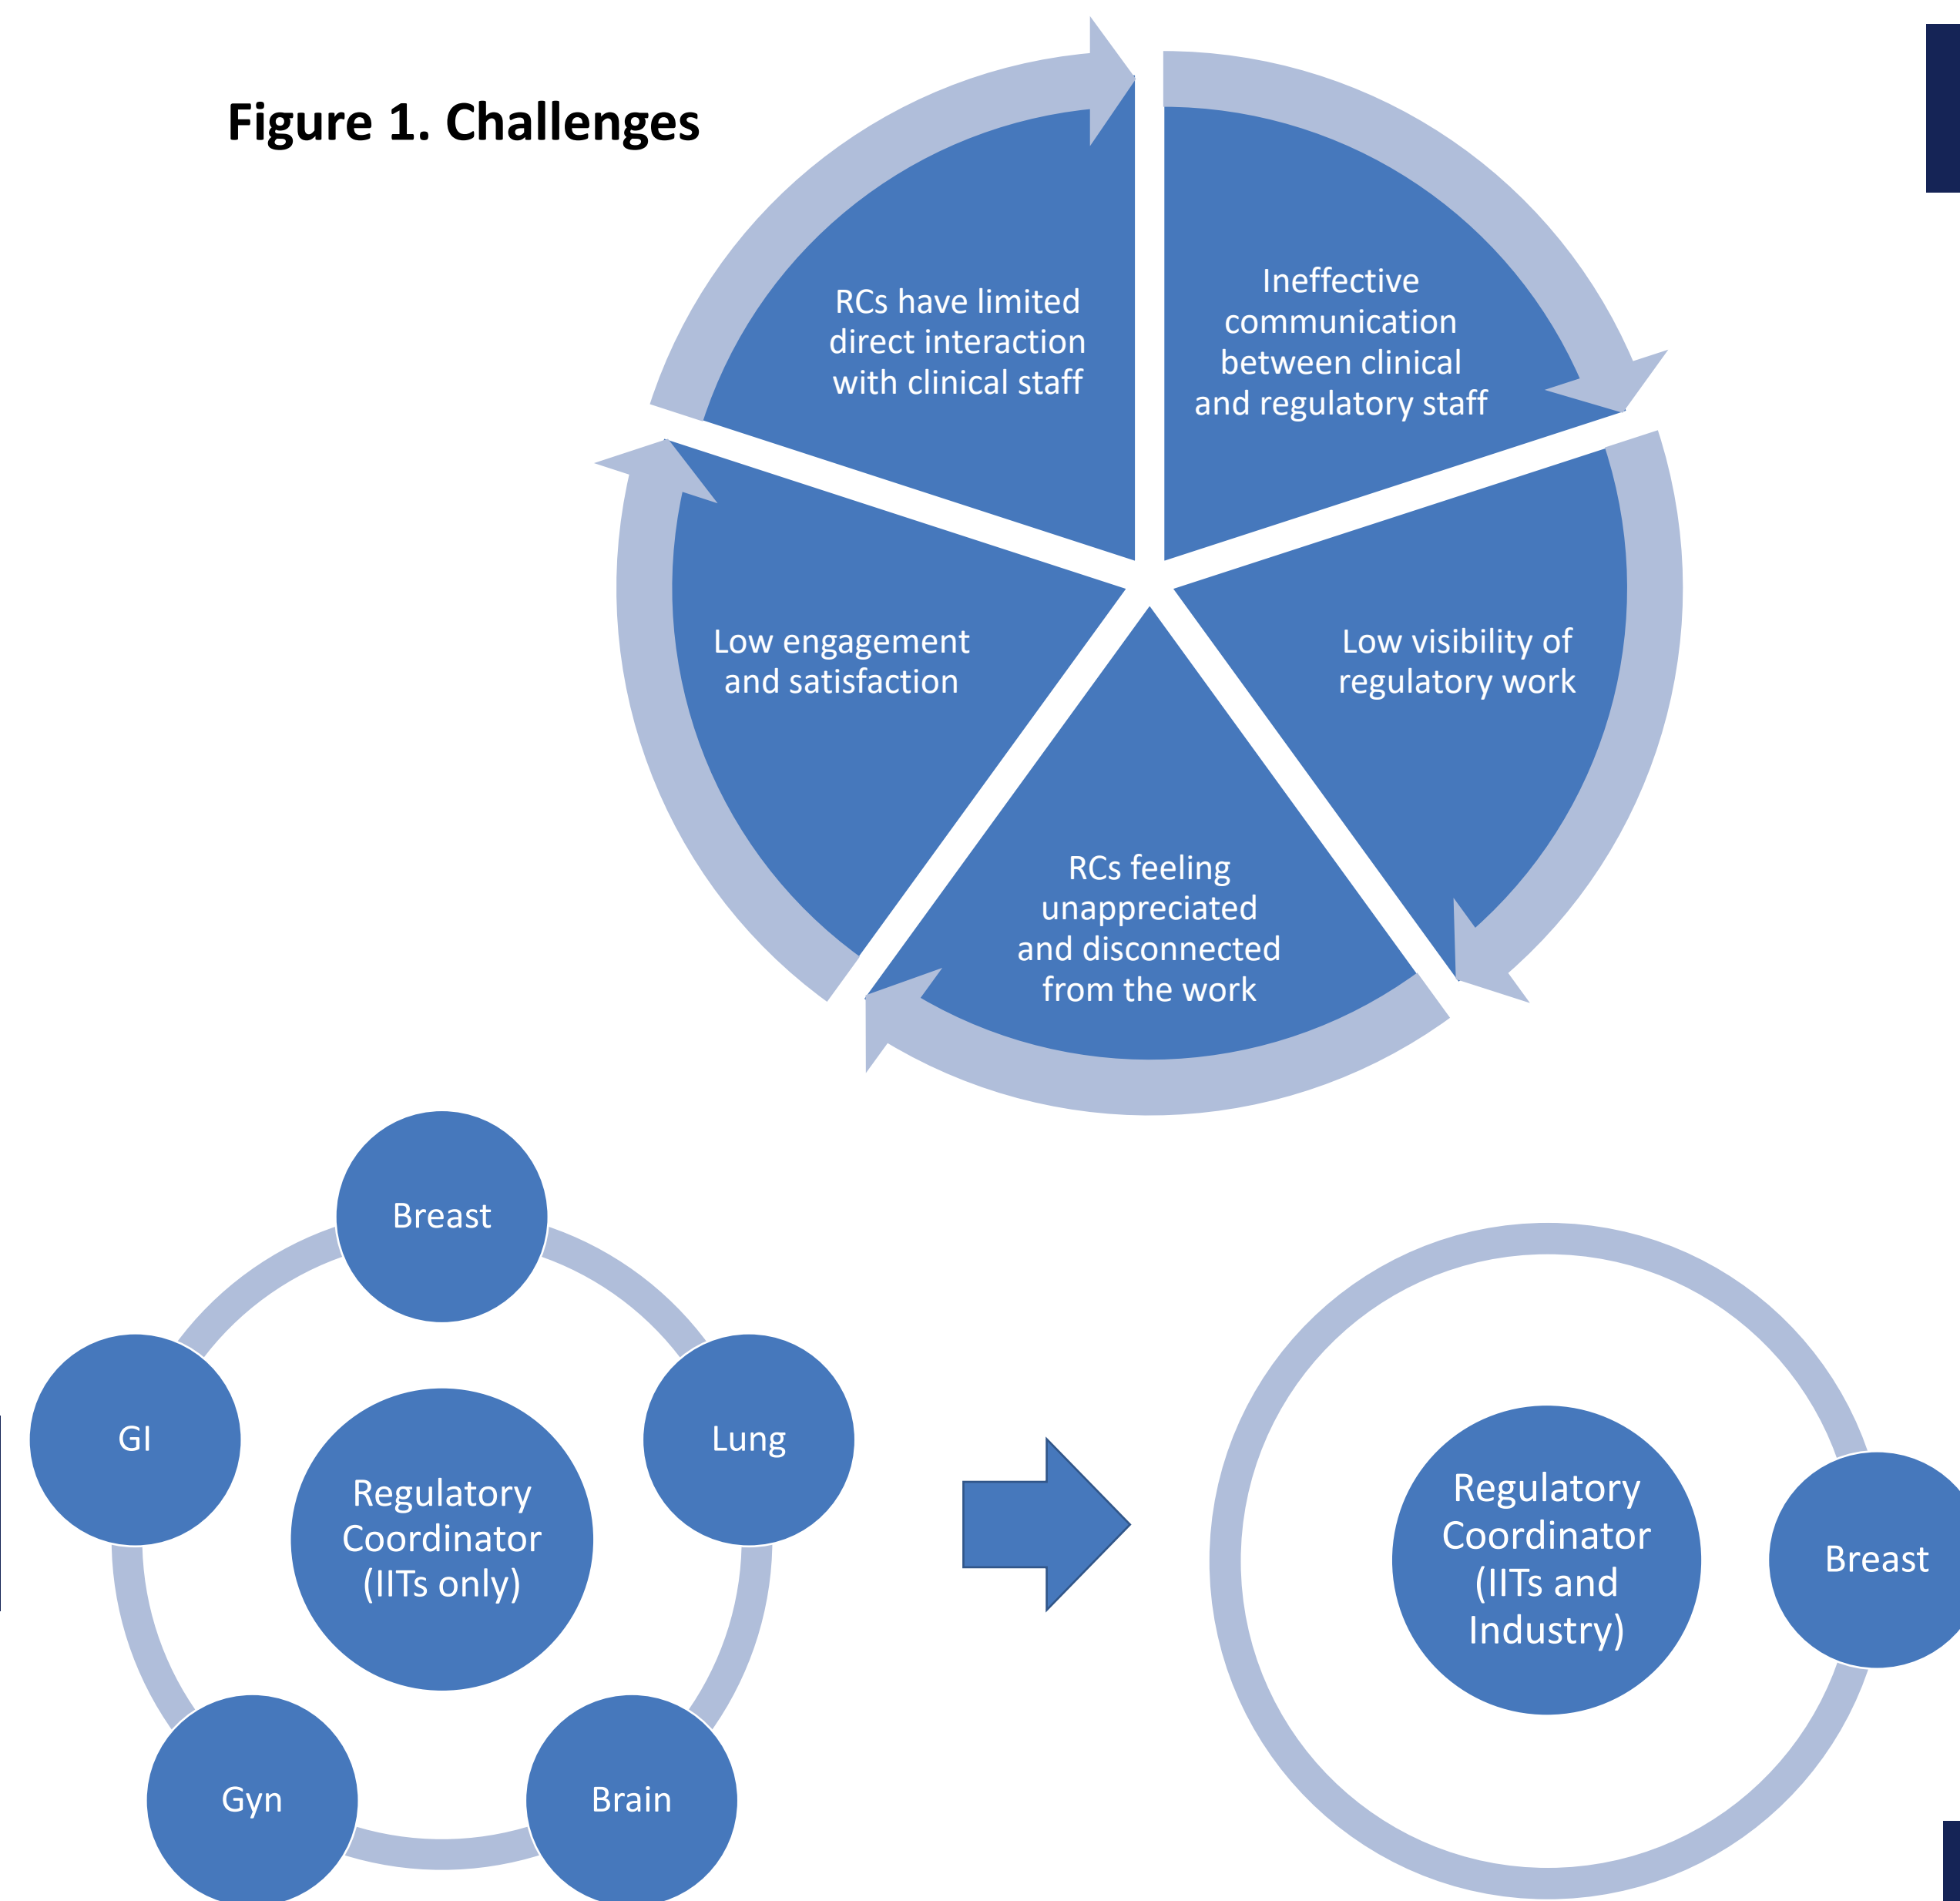 Figure 1. Challenges
Ineffective
communication
between clinical
and regulatory staff
Low visibility of
regulatory work
RCs feeling
unappreciated
and disconnected
from the work
Low engagement
and satisfaction
RCs have limited
direct interaction
with clinical staff
Breast
Lung
Brain
Gyn
GI
Regulatory
Coordinator
(IITs only)
Regulatory
Coordinator
(IITs and
Industry)
Breast